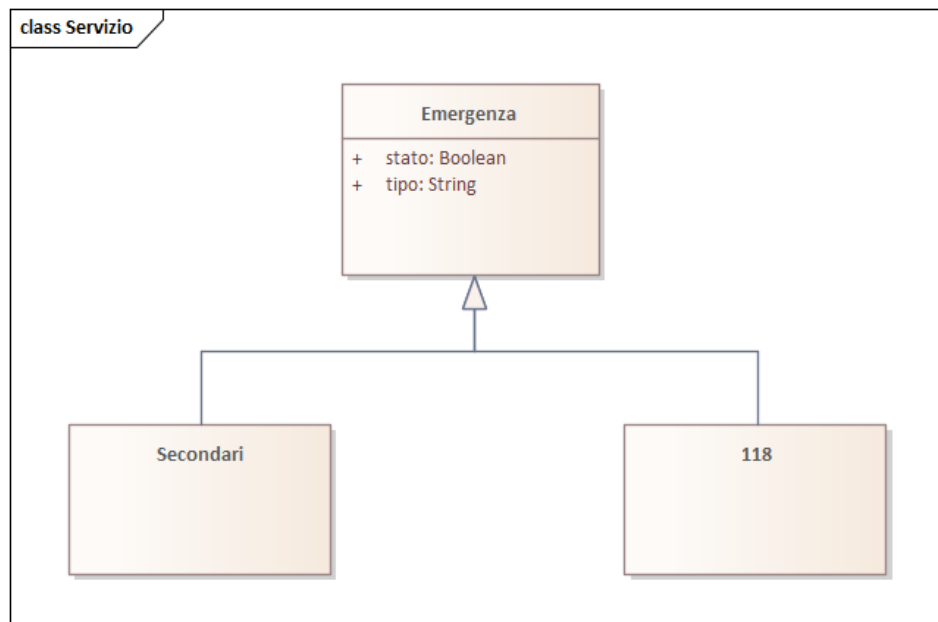 class Servizio
Emergenza
+ stato: Boolean
+ tipo: String
Secondari
118